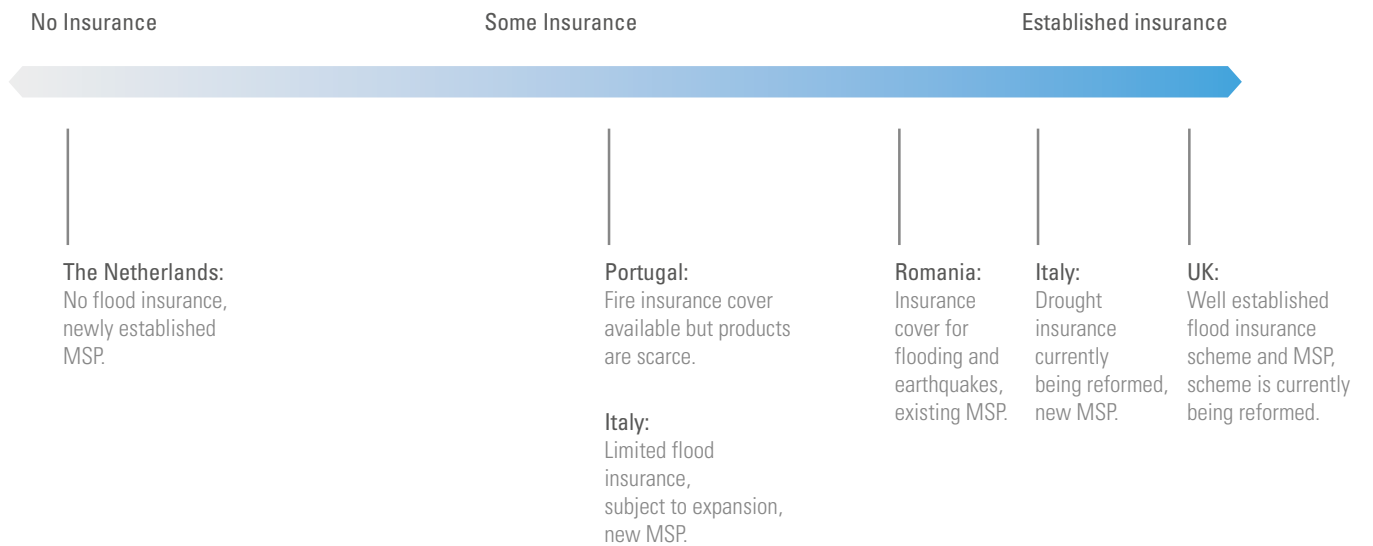 No Insurance
Some Insurance
Established insurance
The Netherlands:
No flood insurance,
newly established
MSP.
Portugal:
Fire insurance cover
available but products
are scarce.
Italy:
Limited flood
insurance,
subject to expansion,
new MSP.
Romania:
Insurance
cover for
flooding and
earthquakes,
existing MSP.
Italy:
Drought
insurance
currently
being reformed,
new MSP.
UK:
Well established
flood insurance
scheme and MSP,
scheme is currently
being reformed.